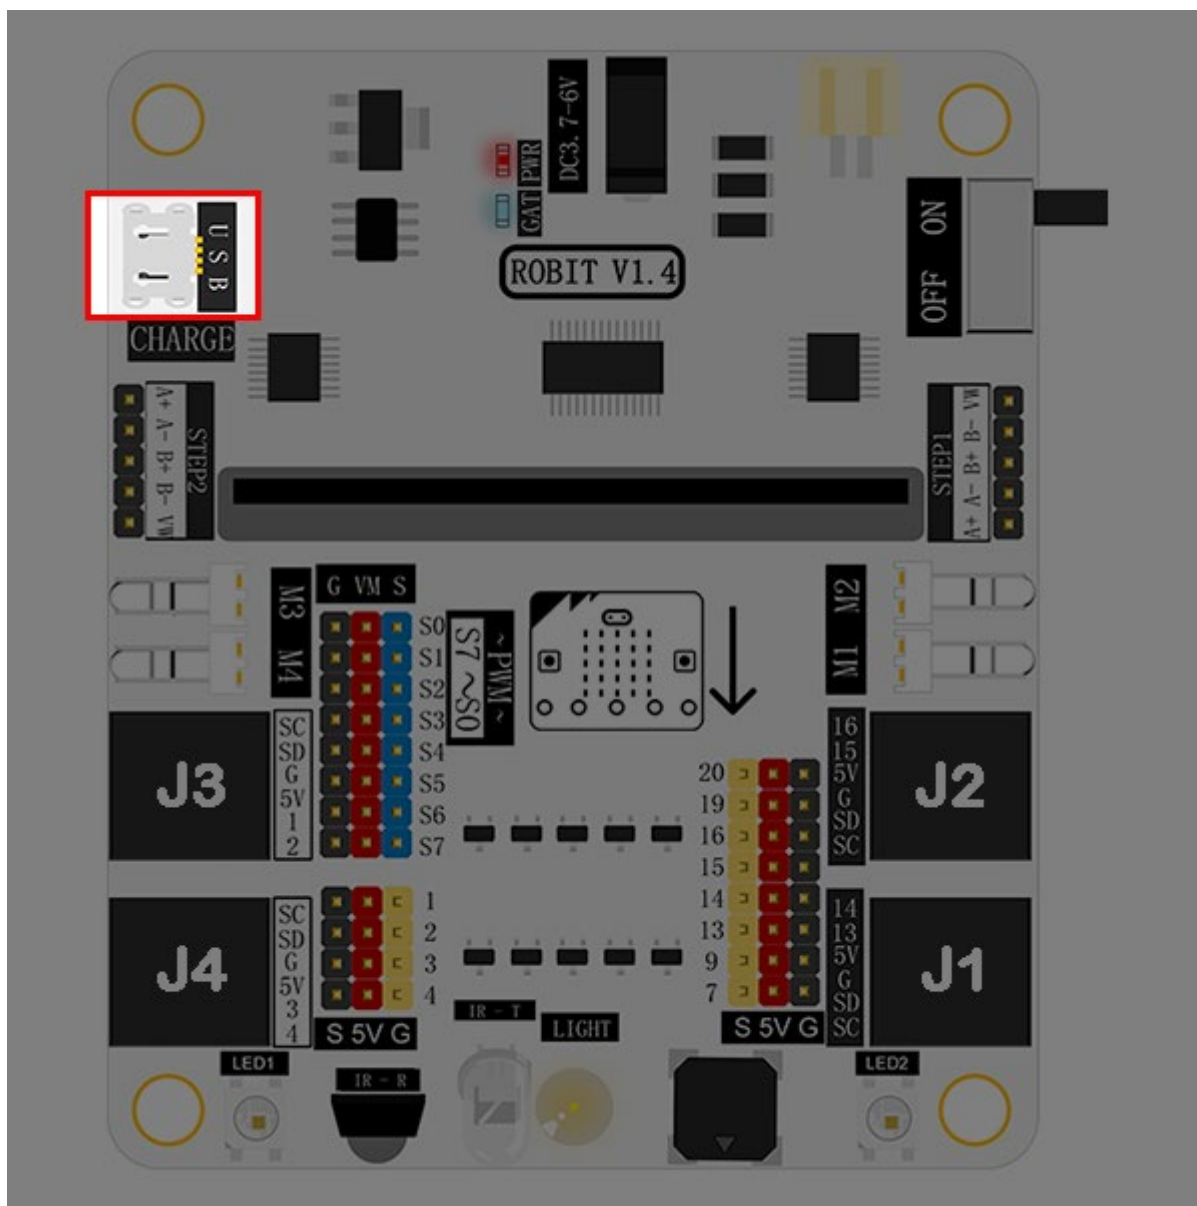 DC3. 7-6V
PWR
GAT
ROBIT V1.4
ON
OFF
USB
CHARGE
A+ A- B+ B- VM
STEP2
STEP1
A+ A- B+ B- VM
M3 M4
G VM S
S0
S1
S2
S3
S4
S5
S6
S7
~PWM~
S7~S0
M1 M2
J3
SC
SD
G
5V
1
2
J2
16
15
5V
G
SD
SC
20
19
16
15
14
13
9
7
S 5V G
J4
SC
SD
G
5V
3
4
1
2
3
4
S 5V G
J1
14
13
5V
G
SD
SC
IR - T
LIGHT
LED1
IR - R
LED2